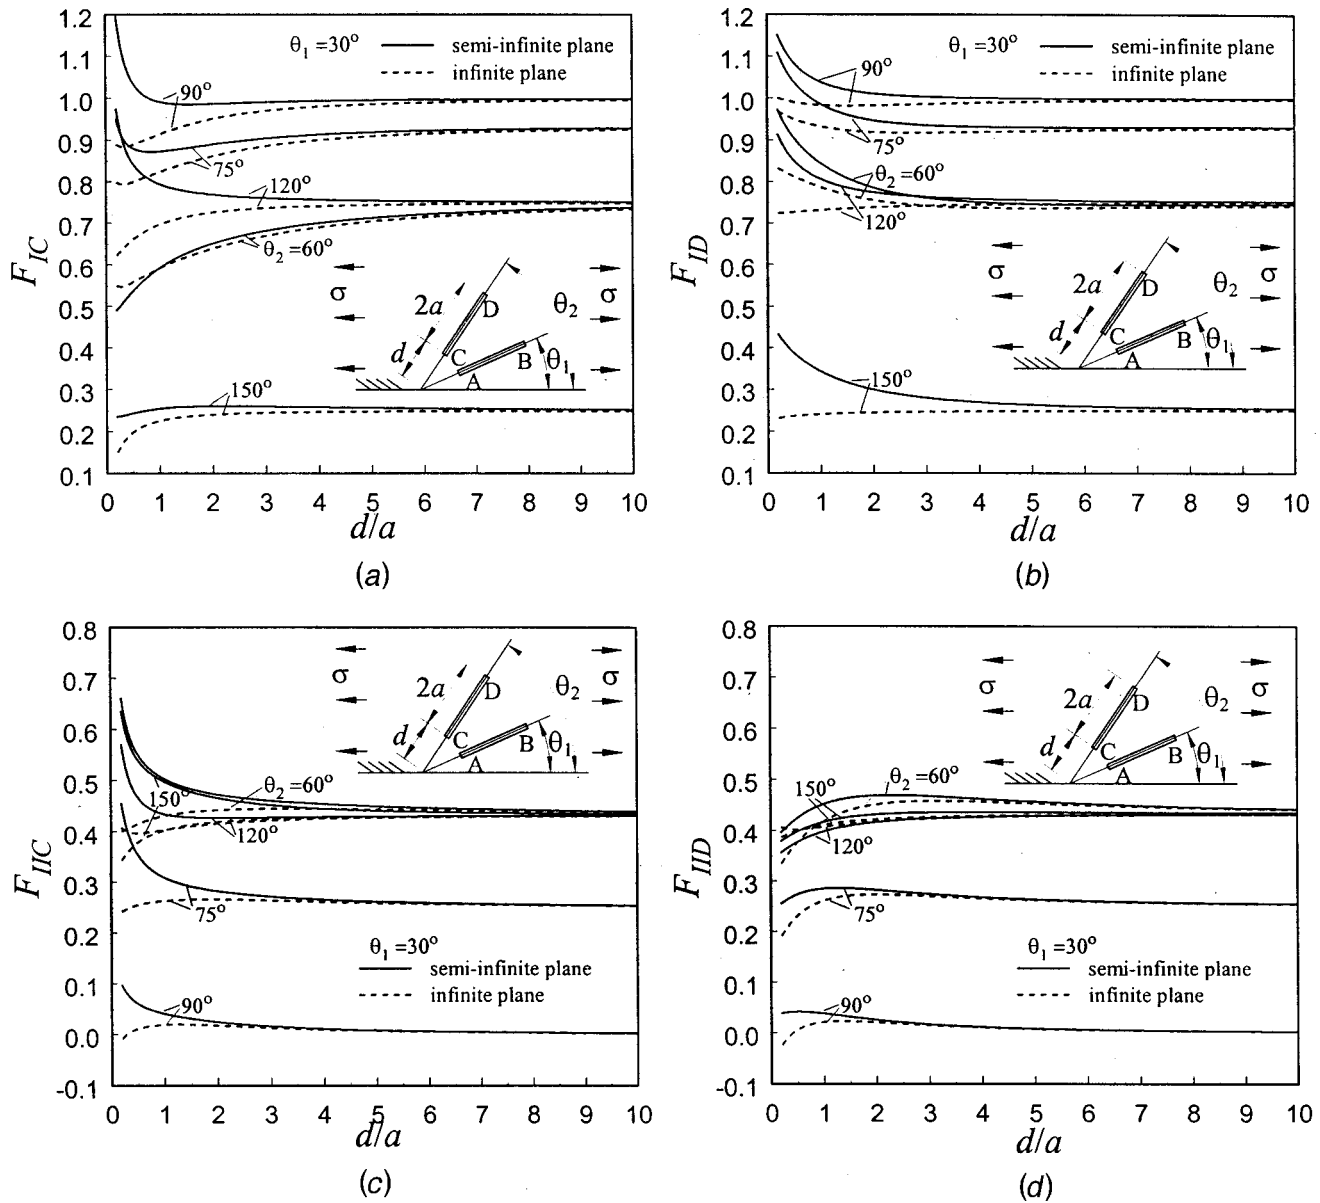 1.2
1.1
1.0
0.9
0.8
0.7
0.6
0.5
0.4
0.3
0.2
0.1
F_IC
θ₁ =30°
semi-infinite plane
infinite plane
90°
75°
120°
θ₂ =60°
150°
σ
σ
2a
d
D
C
A
B
θ₂
θ₁
0 1 2 3 4 5 6 7 8 9 10
d/a
(a)
1.2
1.1
1.0
0.9
0.8
0.7
0.6
0.5
0.4
0.3
0.2
0.1
F_ID
θ₁ =30°
semi-infinite plane
infinite plane
90°
75°
θ₂ =60°
120°
150°
σ
σ
2a
d
D
C
A
B
θ₂
θ₁
0 1 2 3 4 5 6 7 8 9 10
d/a
(b)
0.8
0.7
0.6
0.5
0.4
0.3
0.2
0.1
0.0
-0.1
F_IIC
σ
σ
2a
d
D
C
A
B
θ₂
θ₁
θ₂ =60°
150°
120°
75°
θ₁ =30°
semi-infinite plane
infinite plane
90°
0 1 2 3 4 5 6 7 8 9 10
d/a
(c)
0.8
0.7
0.6
0.5
0.4
0.3
0.2
0.1
0.0
-0.1
F_IID
σ
σ
2a
d
D
C
A
B
θ₂
θ₁
θ₂ =60°
150°
120°
75°
θ₁ =30°
semi-infinite plane
infinite plane
90°
0 1 2 3 4 5 6 7 8 9 10
d/a
(d)